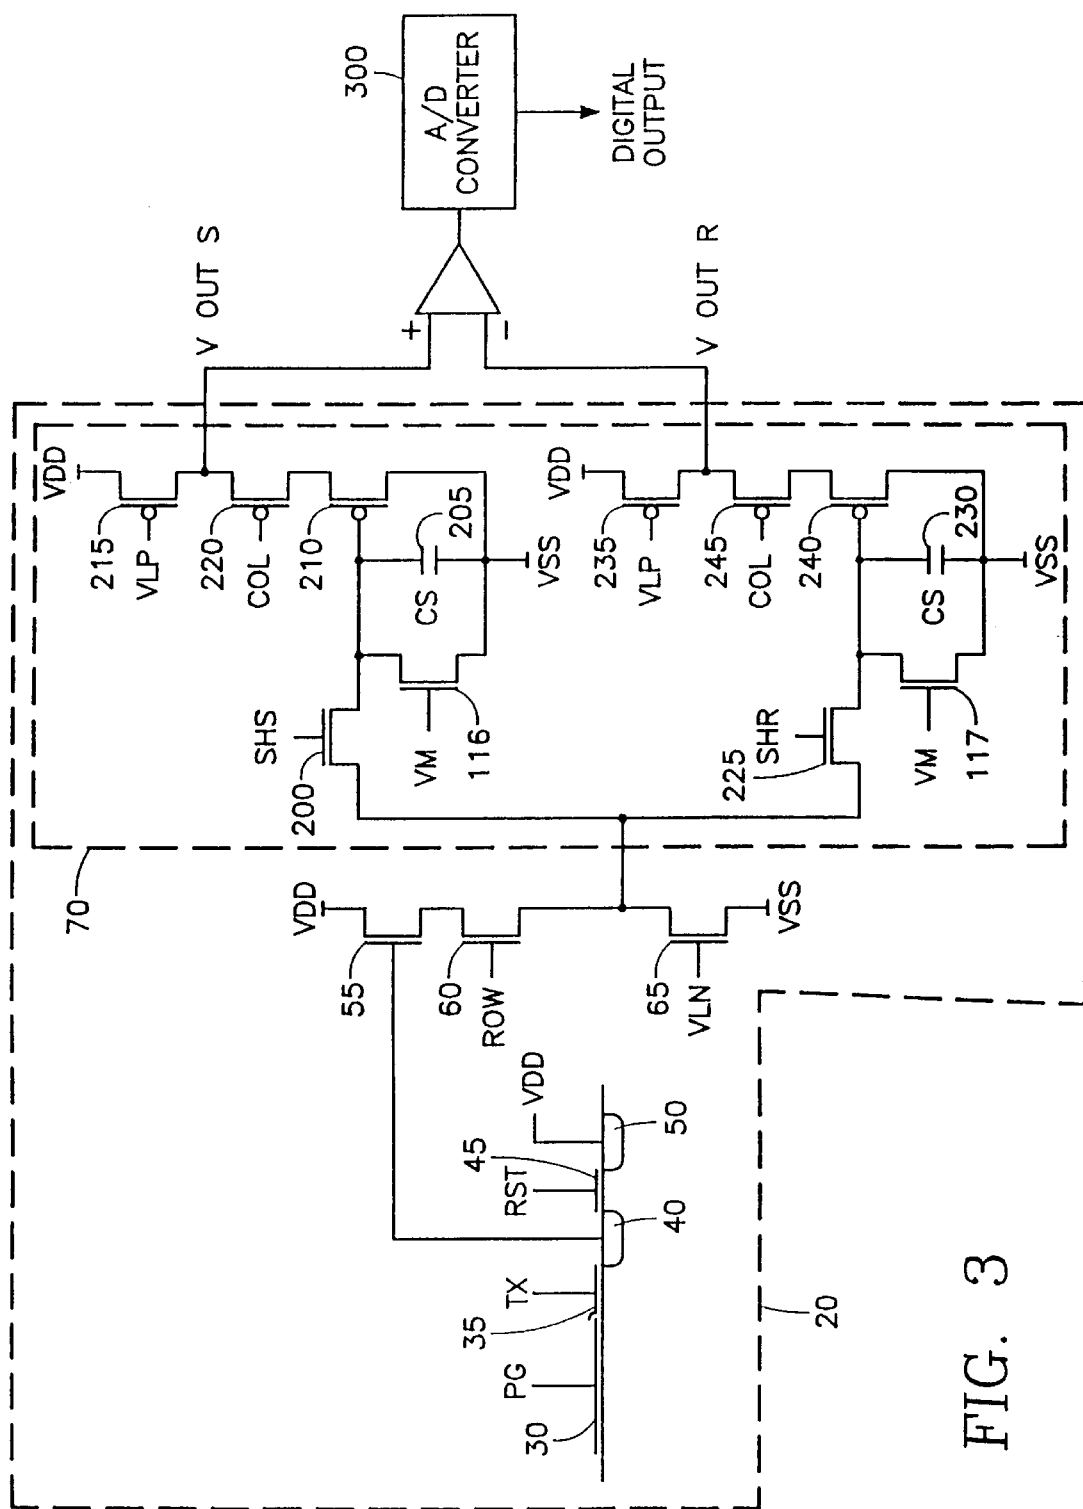 70
VDD
215
VLP
220
COL
210
205
CS
VSS
SHS
200
VM
116
VDD
235
VLP
245
COL
240
230
CS
VSS
SHR
225
VM
117
V OUT S
V OUT R
+
-
300
A/D
CONVERTER
DIGITAL
OUTPUT
VDD
55
60
ROW
65
VLN
VSS
30
PG
35
TX
40
RST
45
VDD
50
20
FIG. 3